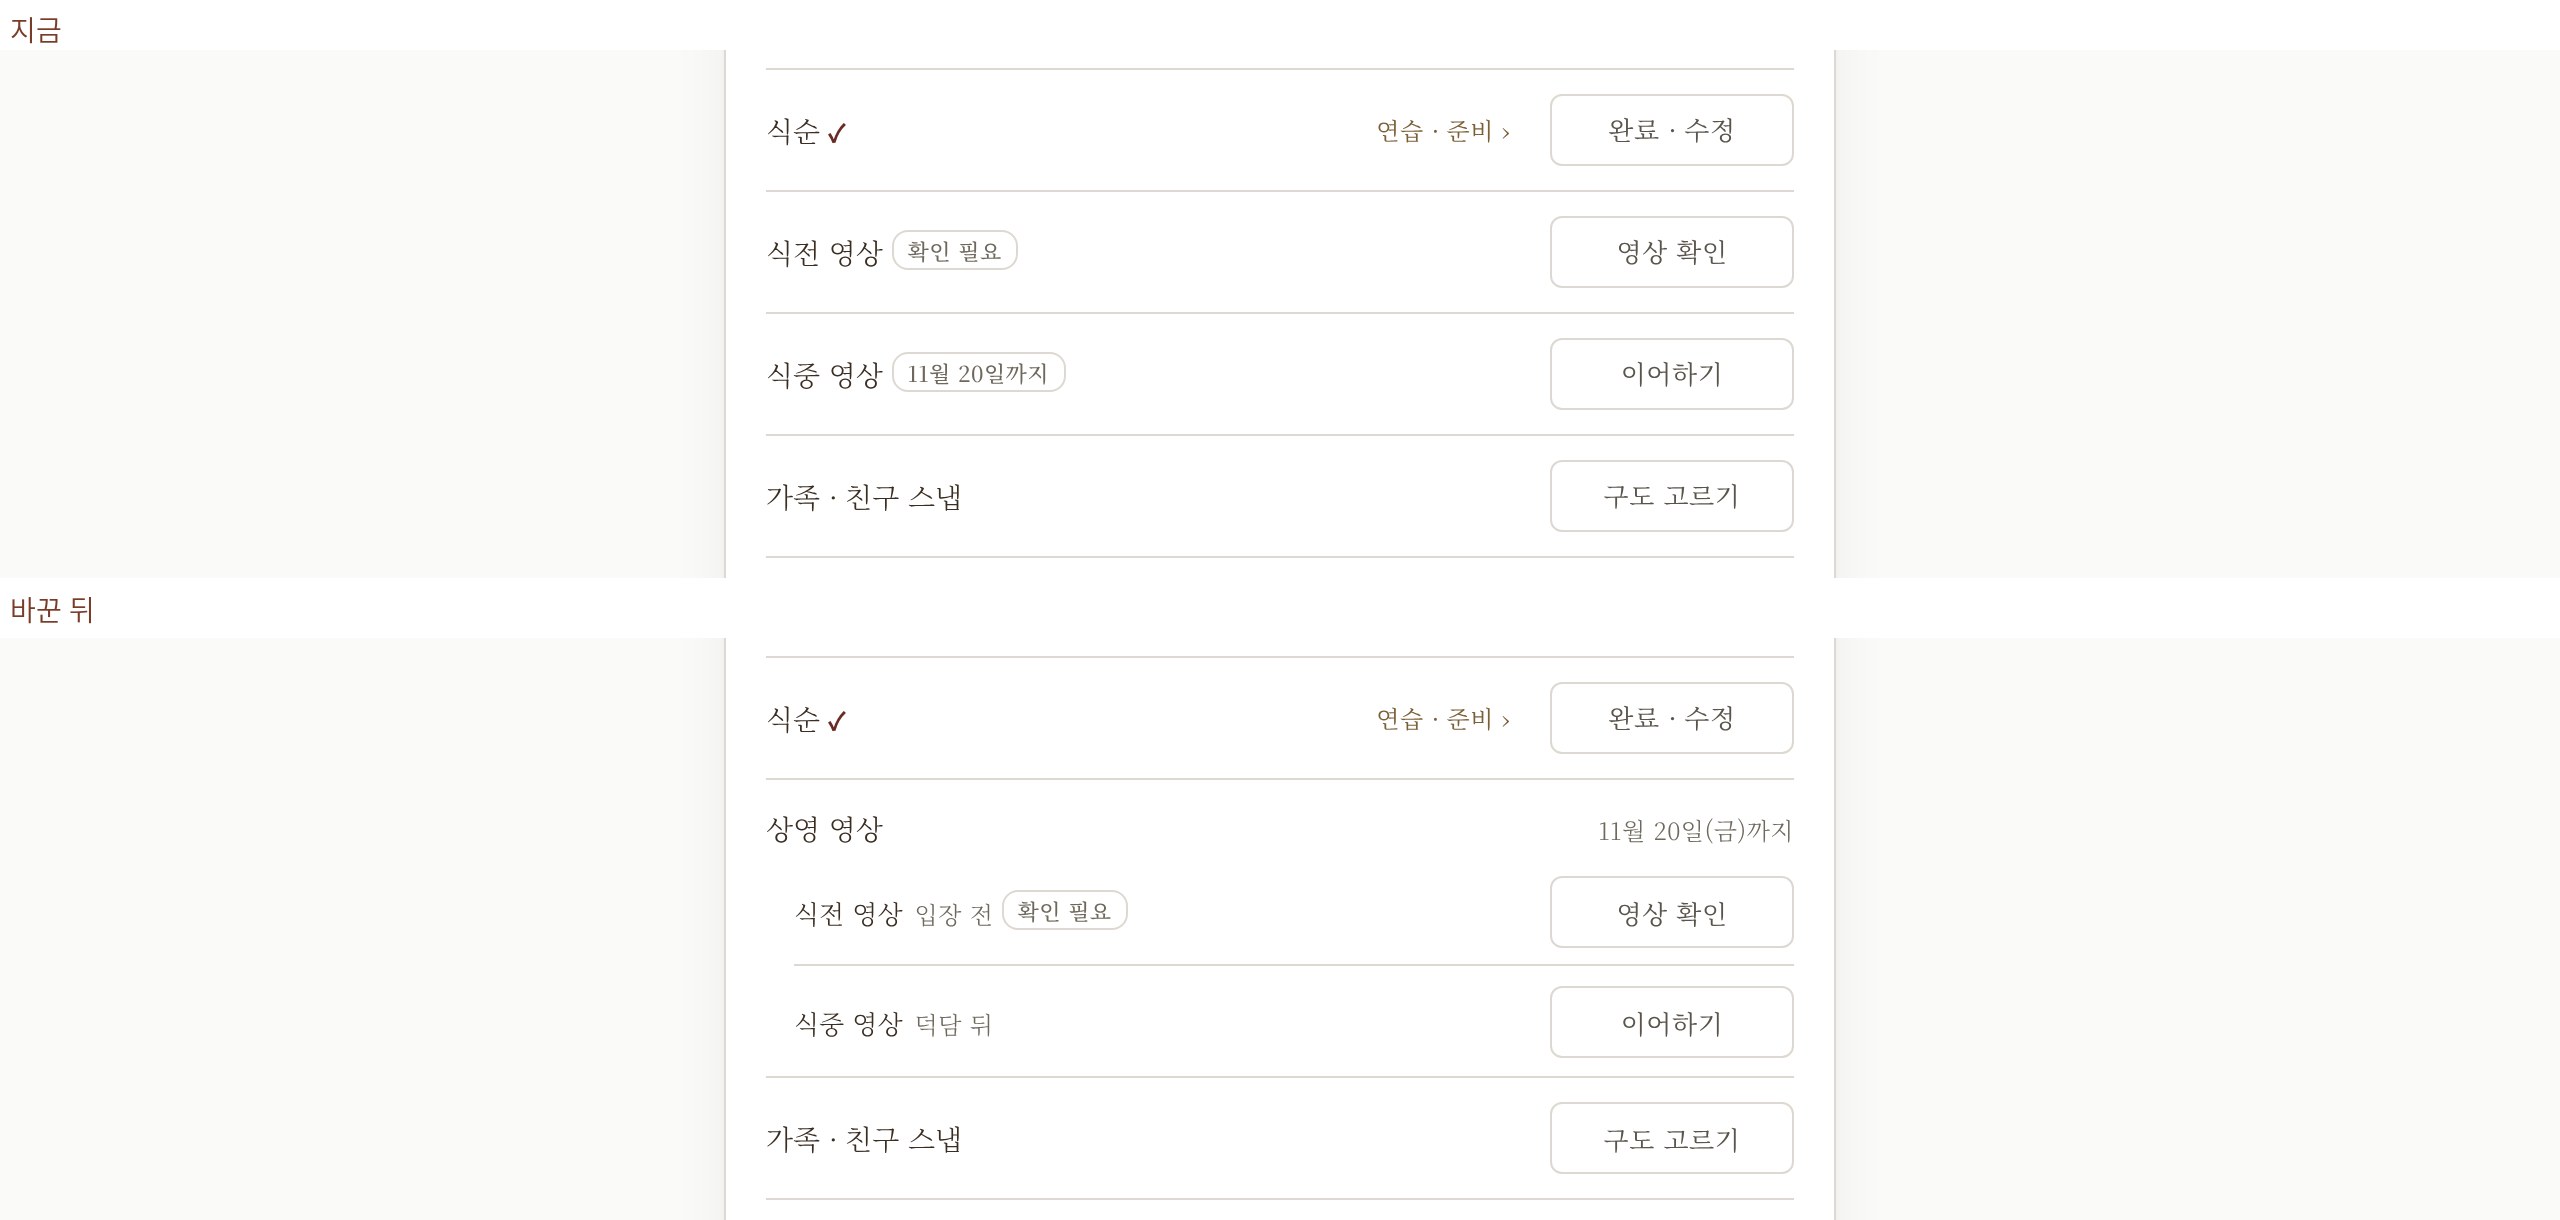 지금
식순 ✓ 연습 · 준비 › 완료 · 수정
식전 영상 확인 필요 영상 확인
식중 영상 11월 20일까지 이어하기
가족 · 친구 스냅 구도 고르기
바꾼 뒤
식순 ✓ 연습 · 준비 › 완료 · 수정
상영 영상 11월 20일(금)까지
식전 영상 입장 전 확인 필요 영상 확인
식중 영상 덕담 뒤 이어하기
가족 · 친구 스냅 구도 고르기